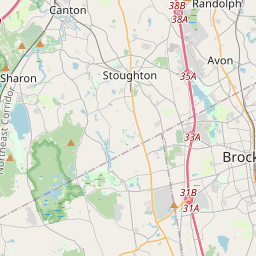 38B
Randolph
Canton
38A
Avon
Stoughton
Sharon
35A
Northeast Corridor
33A
Brock
31B
31A